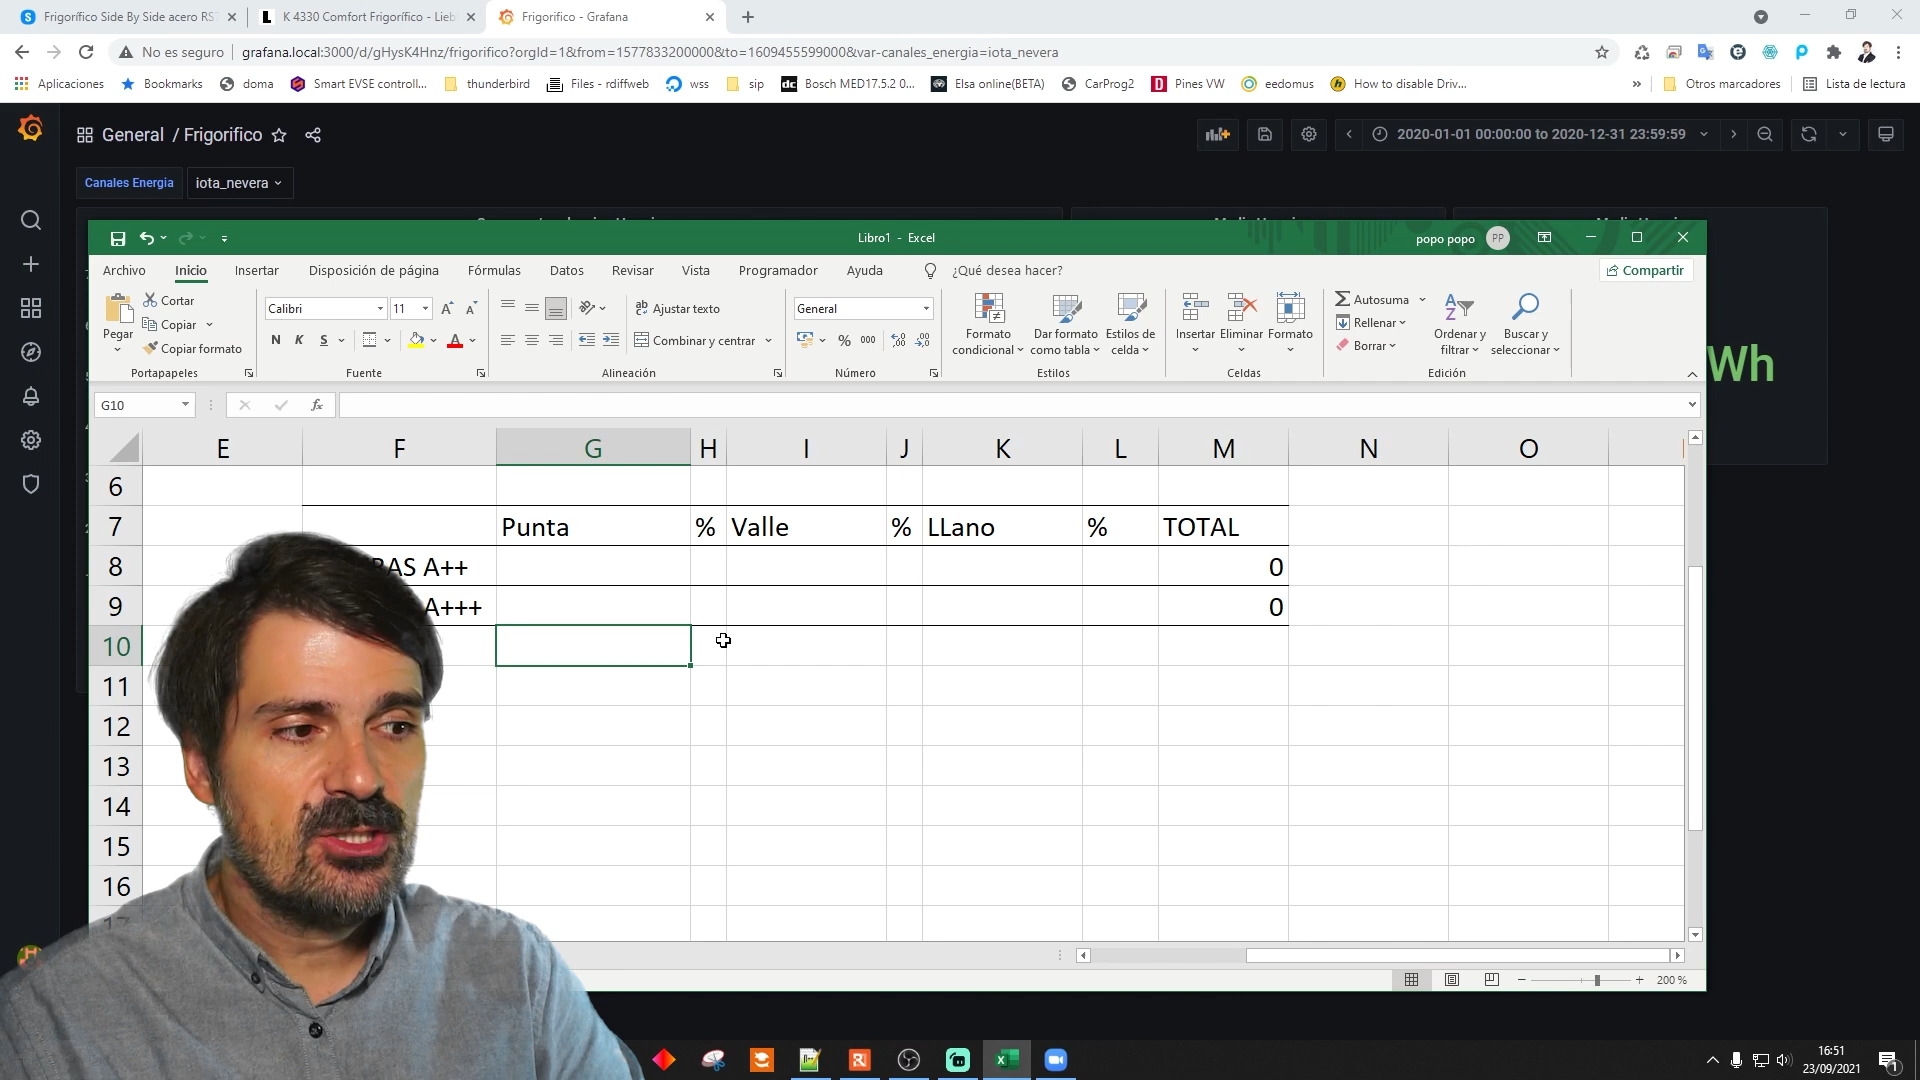 Frigorífico Side By Side acero RS7
K 4330 Comfort Frigorífico - Lieb
Frigorifico - Grafana
No es seguro
grafana.local:3000/d/gHysK4Hnz/frigorifico?orgId=1&from=1577833200000&to=1609455599000&var-canales_energia=iota_nevera
Aplicaciones
Bookmarks
doma
Smart EVSE controll...
thunderbird
Files - rdiffweb
wss
sip
Bosch MED17.5.2 0...
Elsa online(BETA)
CarProg2
Pines VW
eedomus
How to disable Driv...
Otros marcadores
Lista de lectura
General / Frigorifico
2020-01-01 00:00:00 to 2020-12-31 23:59:59
Canales Energia
iota_nevera
Libro1 - Excel
popo popo
PP
Archivo
Inicio
Insertar
Disposición de página
Fórmulas
Datos
Revisar
Vista
Programador
Ayuda
¿Qué desea hacer?
Compartir
Pegar
Cortar
Copiar
Copiar formato
Portapapeles
Calibri
11
N K S
Fuente
Ajustar texto
Combinar y centrar
Alineación
General
% 000
Número
Formato condicional
Dar formato como tabla
Estilos de celda
Estilos
Insertar
Eliminar
Formato
Celdas
Autosuma
Rellenar
Borrar
Ordenar y filtrar
Buscar y seleccionar
Edición
Wh
G10
fx
E F G H I J K L M N O
6
7 Punta % Valle % LLano % TOTAL
8 BAS A++ 0
9 A+++ 0
10
11
12
13
14
15
16
200 %
16:51
23/09/2021